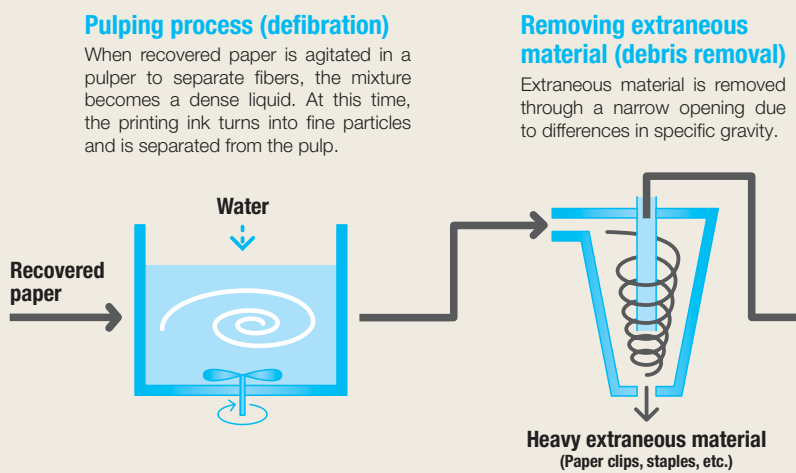 Pulping process (defibration)
When recovered paper is agitated in a
pulper to separate fibers, the mixture
becomes a dense liquid. At this time,
the printing ink turns into fine particles
and is separated from the pulp.
Removing extraneous
material (debris removal)
Extraneous material is removed
through a narrow opening due
to differences in specific gravity.
Water
Recovered
paper
Heavy extraneous material
(Paper clips, staples, etc.)